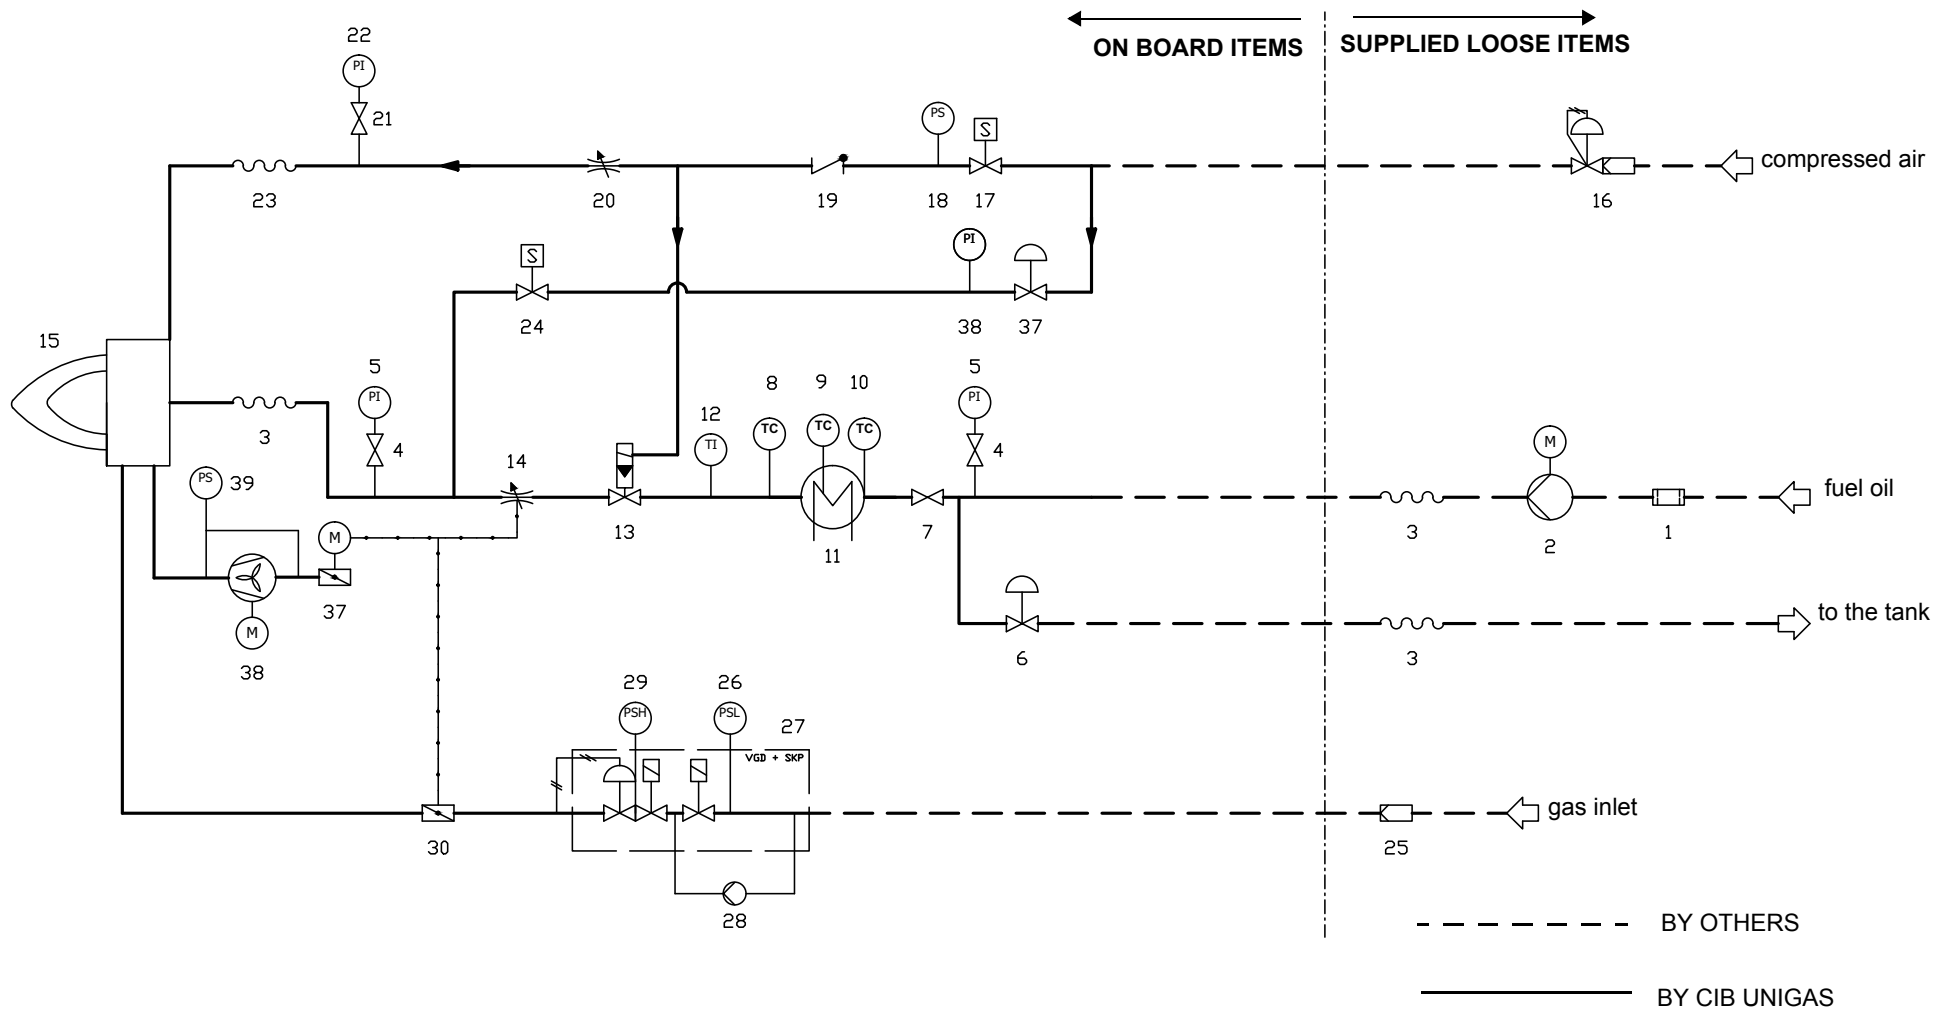 ON BOARD ITEMS
SUPPLIED LOOSE ITEMS
22
PI
21
PS
S
compressed air
23
20
19
18
17
16
S
PI
24
38
37
15
5
PI
4
3
8
TC
9
TC
10
TC
12
TI
5
PI
4
M
14
13
11
7
3
2
1
fuel oil
PS
39
M
37
M
38
6
3
to the tank
29
PSH
26
PSL
27
VGD + SKP
30
28
25
gas inlet
BY OTHERS
BY CIB UNIGAS